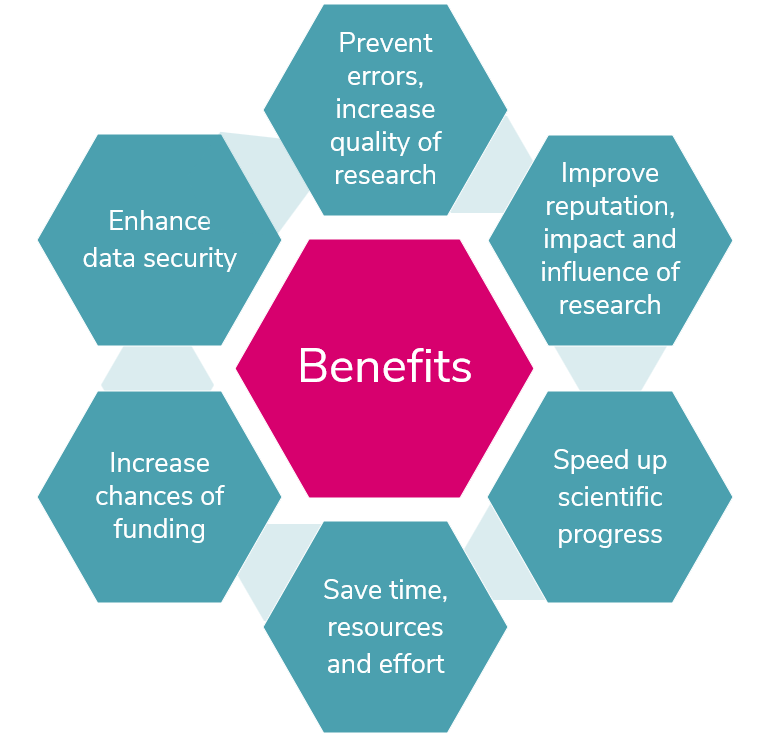 Prevent
errors,
increase
quality of
research
Improve
reputation,
impact and
influence of
research
Enhance
data security
Benefits
Increase
chances of
funding
Speed up
scientific
progress
Save time,
resources
and effort